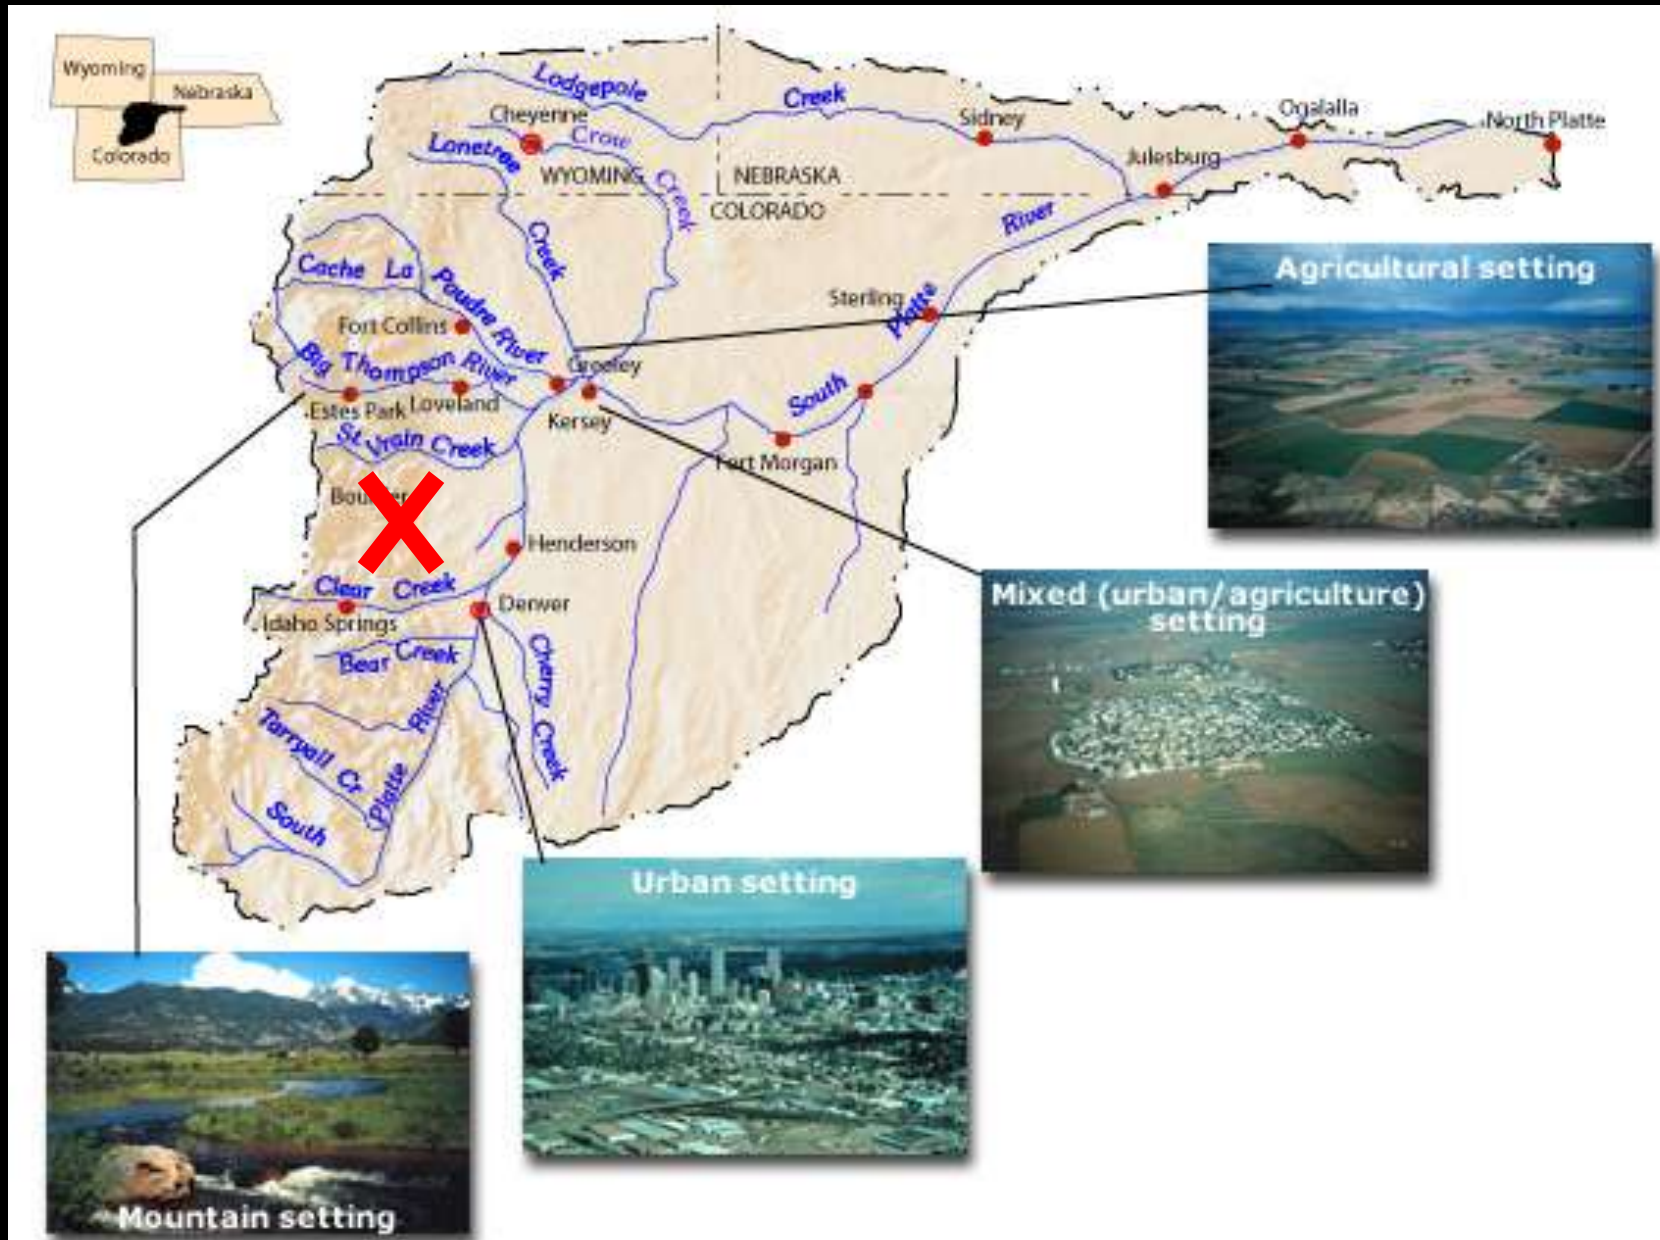 Wyoming
Nebraska
Colorado
Lodgepole Creek
Cheyenne
Crow Creek
Lonetree Creek
WYOMING
NEBRASKA
COLORADO
Sidney
Ogalalla
North Platte
Julesburg
South Platte River
Sterling
Agricultural setting
Cache La Poudre River
Fort Collins
Big Thompson River
Greeley
Estes Park
Loveland
Kersey
St Vrain Creek
Fort Morgan
Henderson
Clear Creek
Idaho Springs
Denver
Mixed (urban/agriculture)
setting
Bear Creek
Cherry Creek
Tarryall Cr
South Platte River
Urban setting
Mountain setting